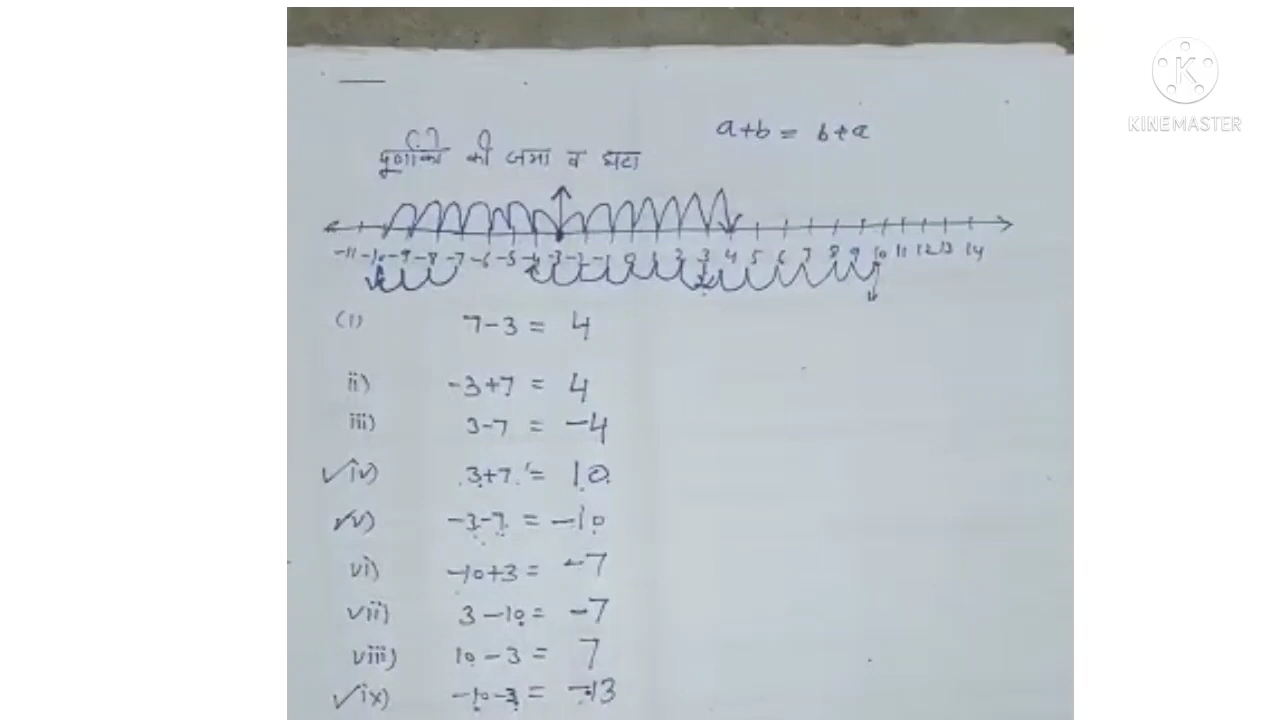 KINEMASTER
a+b = b+a
पूर्णांकों की जमा व घटा
-11 -10 -9 -8 -7 -6 -5 -4 -3 -2 -1 0 1 2 3 4 5 6 7 8 9 10 11 12 13 14
(i) 7-3 = 4
ii) -3+7 = 4
iii) 3-7 = -4
✓iv) 3+7 = 10
✓v) -3-7 = -10
vi) -10+3 = -7
vii) 3-10 = -7
viii) 10-3 = 7
✓ix) -10-3 = -13